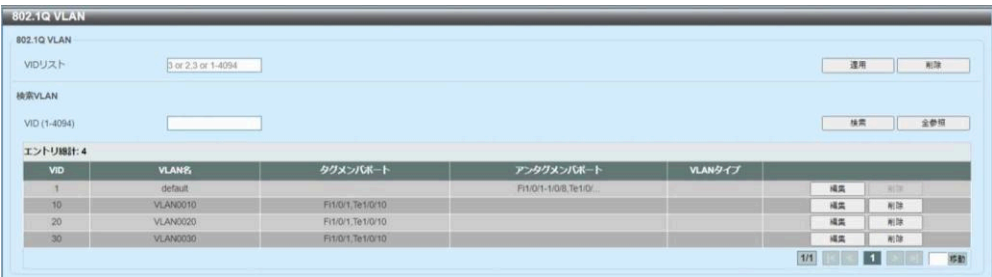 802.1Q VLAN
802.1Q VLAN
VIDリスト 3 or 2,3 or 1-4094 適用 削除
検索VLAN
VID (1-4094) 検索 全参照
エントリ総計: 4
VID VLAN名 タグメンバポート アンタグメンバポート VLANタイプ
1 default Fi1/0/1-1/0/8,Te1/0/... 編集 削除
10 VLAN0010 Fi1/0/1,Te1/0/10 編集 削除
20 VLAN0020 Fi1/0/1,Te1/0/10 編集 削除
30 VLAN0030 Fi1/0/1,Te1/0/10 編集 削除
1/1 |< < 1 > >| 移動